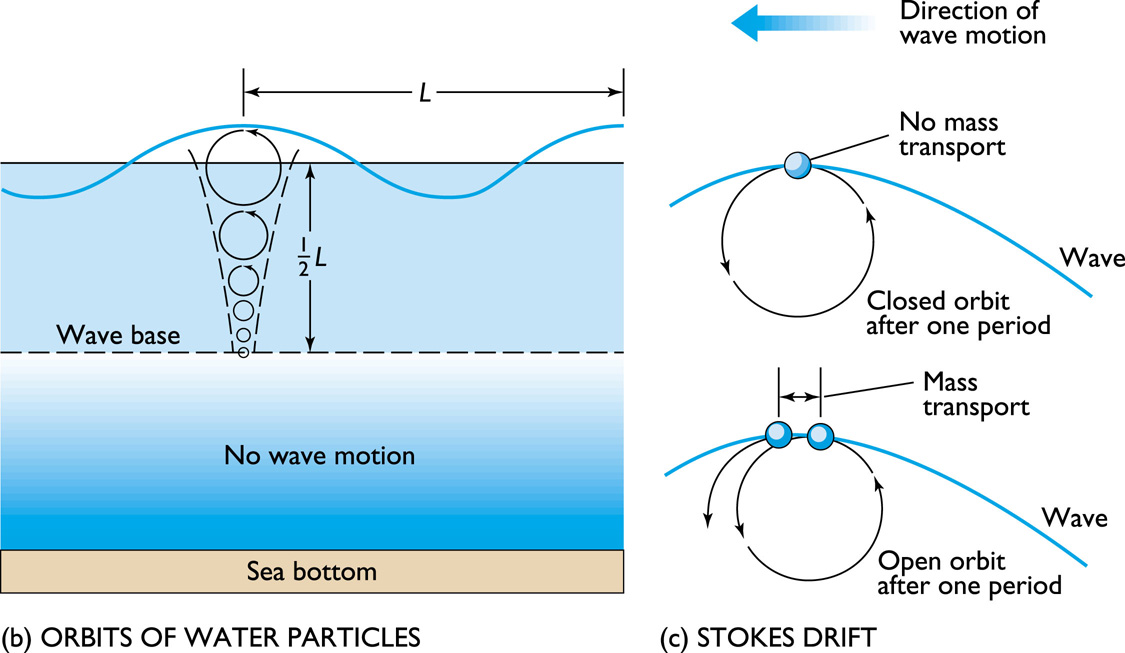 L
½L
Wave base
No wave motion
Sea bottom
(b) ORBITS OF WATER PARTICLES
Direction of
wave motion
No mass
transport
Wave
Closed orbit
after one period
Mass
transport
Wave
Open orbit
after one period
(c) STOKES DRIFT